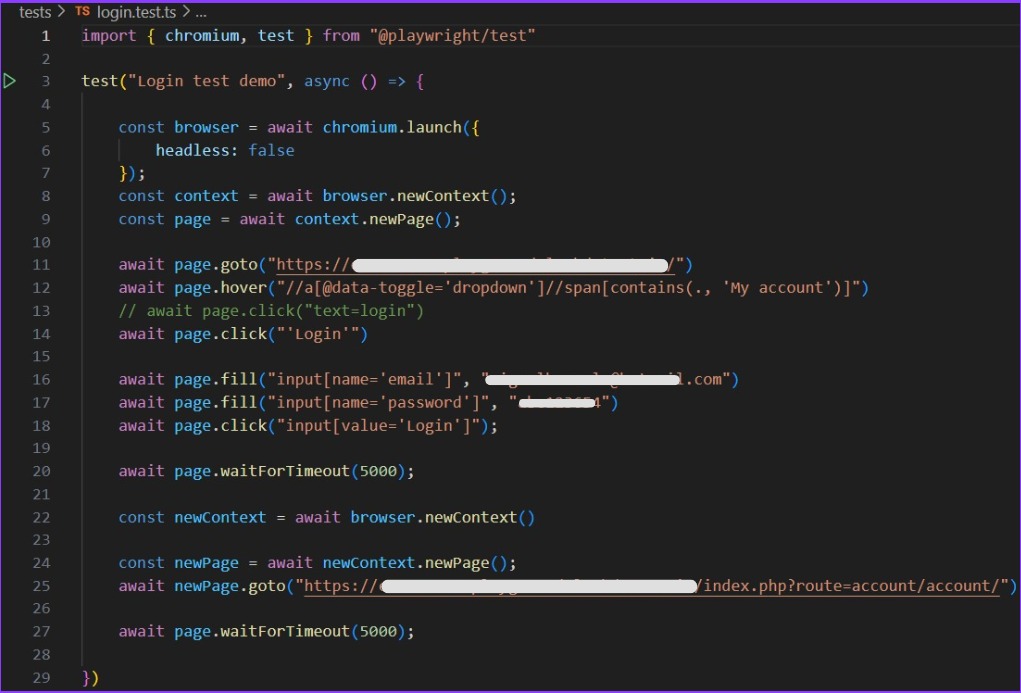 tests > TS login.test.ts > ...
1 import { chromium, test } from "@playwright/test"
2
3 test("Login test demo", async () => {
4
5 const browser = await chromium.launch({
6 headless: false
7 });
8 const context = await browser.newContext();
9 const page = await context.newPage();
10
11 await page.goto("https:///")
12 await page.hover("//a[@data-toggle='dropdown']//span[contains(., 'My account')]")
13 // await page.click("text=login")
14 await page.click("'Login'")
15
16 await page.fill("input[name='email']", ".com")
17 await page.fill("input[name='password']", "")
18 await page.click("input[value='Login']");
19
20 await page.waitForTimeout(5000);
21
22 const newContext = await browser.newContext()
23
24 const newPage = await newContext.newPage();
25 await newPage.goto("https:///index.php?route=account/account/")
26
27 await page.waitForTimeout(5000);
28
29 })